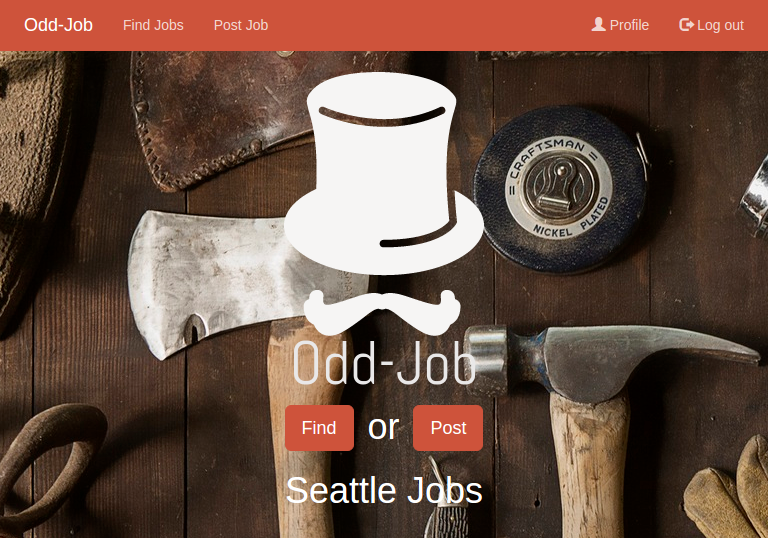 Odd-Job
Find Jobs
Post Job
Profile
Log out
CRAFTSMAN
NICKEL PLATED
Odd-Job
Find or Post
Seattle Jobs